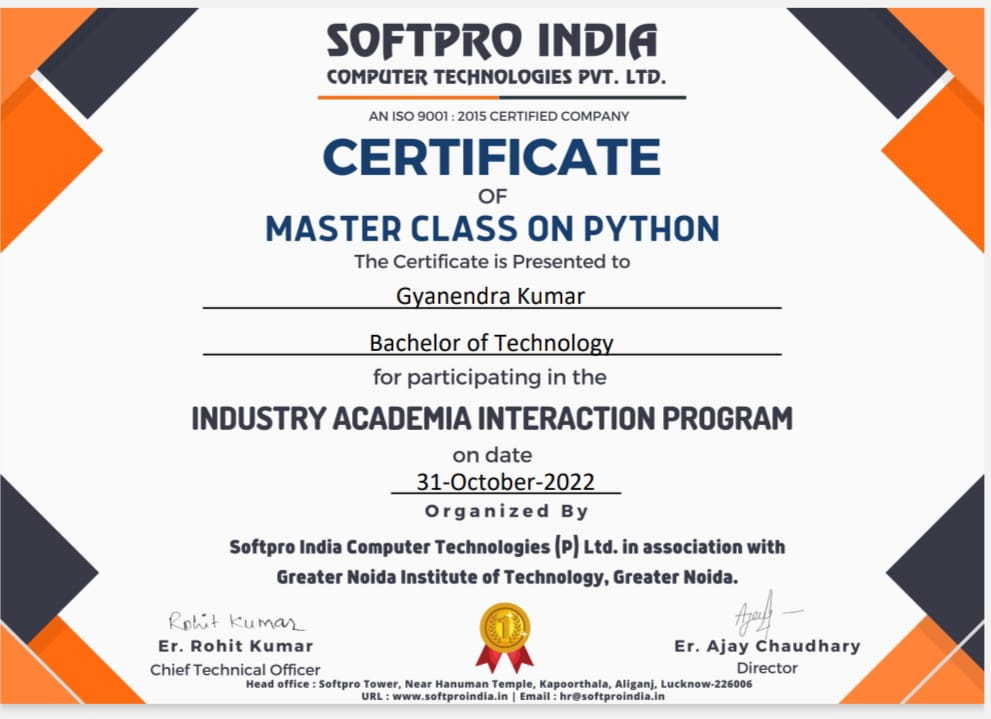 SOFTPRO INDIA
COMPUTER TECHNOLOGIES PVT. LTD.
AN ISO 9001 : 2015 CERTIFIED COMPANY
CERTIFICATE
OF
MASTER CLASS ON PYTHON
The Certificate is Presented to
Gyanendra Kumar
Bachelor of Technology
for participating in the
INDUSTRY ACADEMIA INTERACTION PROGRAM
on date
31-October-2022
Organized By
Softpro India Computer Technologies (P) Ltd. in association with
Greater Noida Institute of Technology, Greater Noida.
Rohit Kumar
Er. Rohit Kumar
Chief Technical Officer
1
Er. Ajay Chaudhary
Director
Head office : Softpro Tower, Near Hanuman Temple, Kapoorthala, Aliganj, Lucknow-226006
URL : www.softproindia.in | Email : hr@softproindia.in